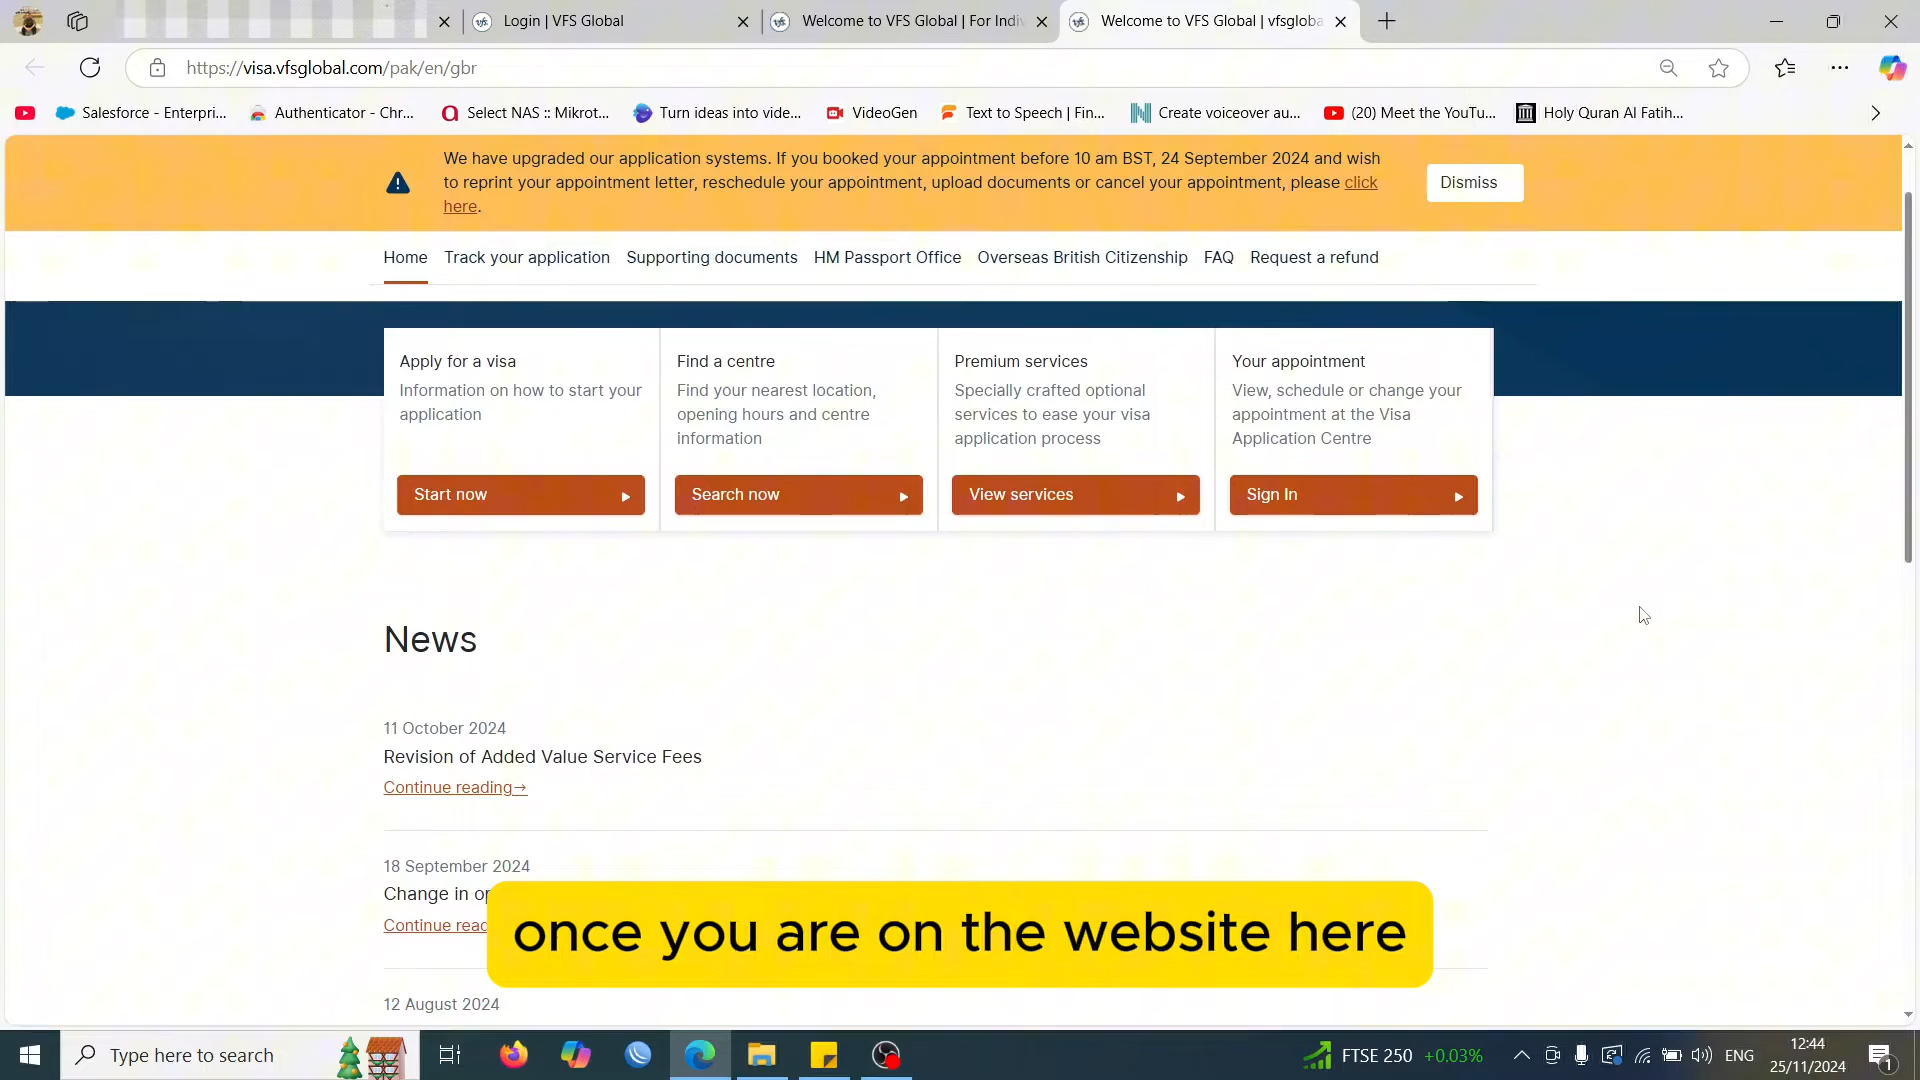 Login | VFS Global
Welcome to VFS Global | For Indiv
Welcome to VFS Global | vfsgloba
https://visa.vfsglobal.com/pak/en/gbr
Salesforce - Enterpri...
Authenticator - Chr...
Select NAS :: Mikrot...
Turn ideas into vide...
VideoGen
Text to Speech | Fin...
Create voiceover au...
(20) Meet the YouTu...
Holy Quran Al Fatih...
We have upgraded our application systems. If you booked your appointment before 10 am BST, 24 September 2024 and wish
to reprint your appointment letter, reschedule your appointment, upload documents or cancel your appointment, please click
here.
Dismiss
Home
Track your application
Supporting documents
HM Passport Office
Overseas British Citizenship
FAQ
Request a refund
Apply for a visa
Information on how to start your
application
Start now
Find a centre
Find your nearest location,
opening hours and centre
information
Search now
Premium services
Specially crafted optional
services to ease your visa
application process
View services
Your appointment
View, schedule or change your
appointment at the Visa
Application Centre
Sign In
News
11 October 2024
Revision of Added Value Service Fees
Continue reading→
18 September 2024
Change in op
Continue reac
once you are on the website here
12 August 2024
Type here to search
FTSE 250 +0.03%
ENG
12:44
25/11/2024
1